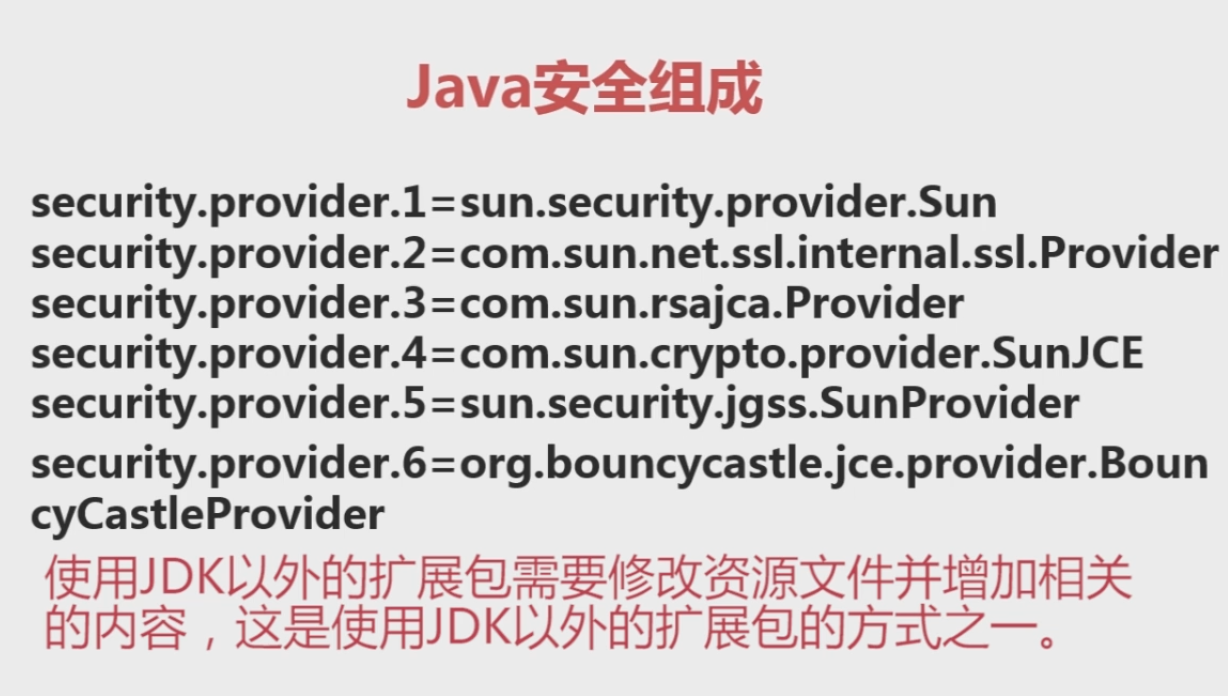 Java安全组成
security.provider.1=sun.security.provider.Sun
security.provider.2=com.sun.net.ssl.internal.ssl.Provider
security.provider.3=com.sun.rsajca.Provider
security.provider.4=com.sun.crypto.provider.SunJCE
security.provider.5=sun.security.jgss.SunProvider
security.provider.6=org.bouncycastle.jce.provider.Boun
cyCastleProvider
使用JDK以外的扩展包需要修改资源文件并增加相关
的内容，这是使用JDK以外的扩展包的方式之一。